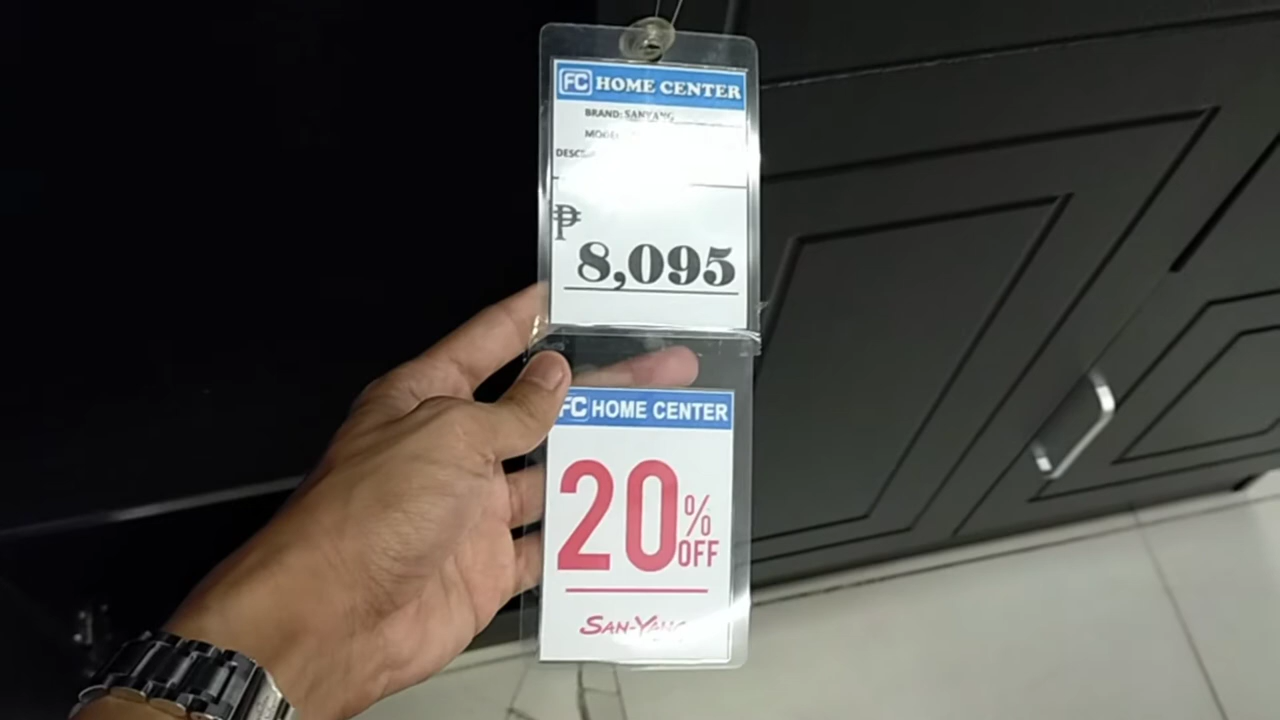 FC HOME CENTER
BRAND: SANYANG
₱
8,095
FC HOME CENTER
20% OFF
SAN-YANG